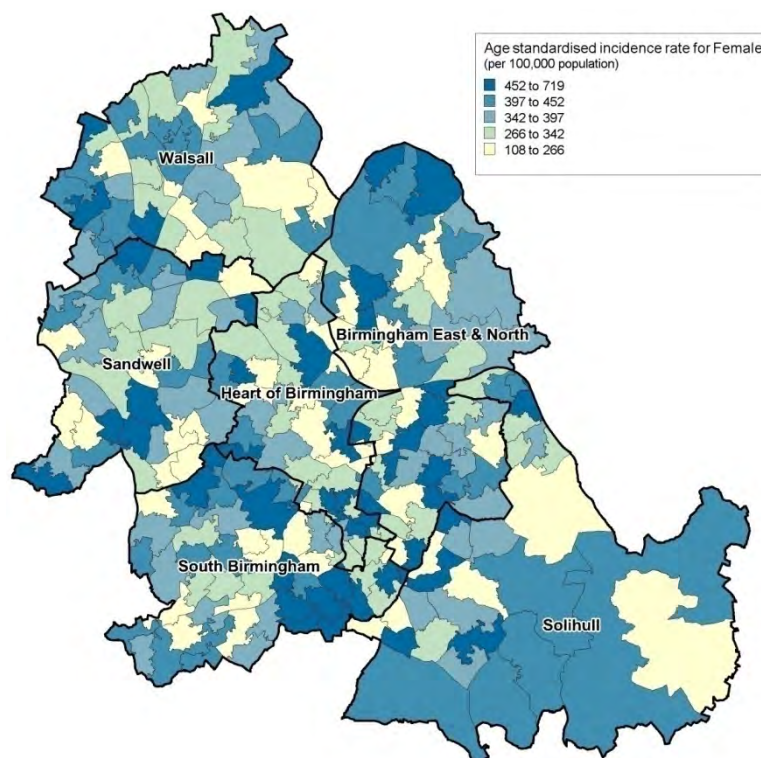 Age standardised incidence rate for Female
(per 100,000 population)
452 to 719
397 to 452
342 to 397
266 to 342
108 to 266
Walsall
Birmingham East & North
Sandwell
Heart of Birmingham
South Birmingham
Solihull